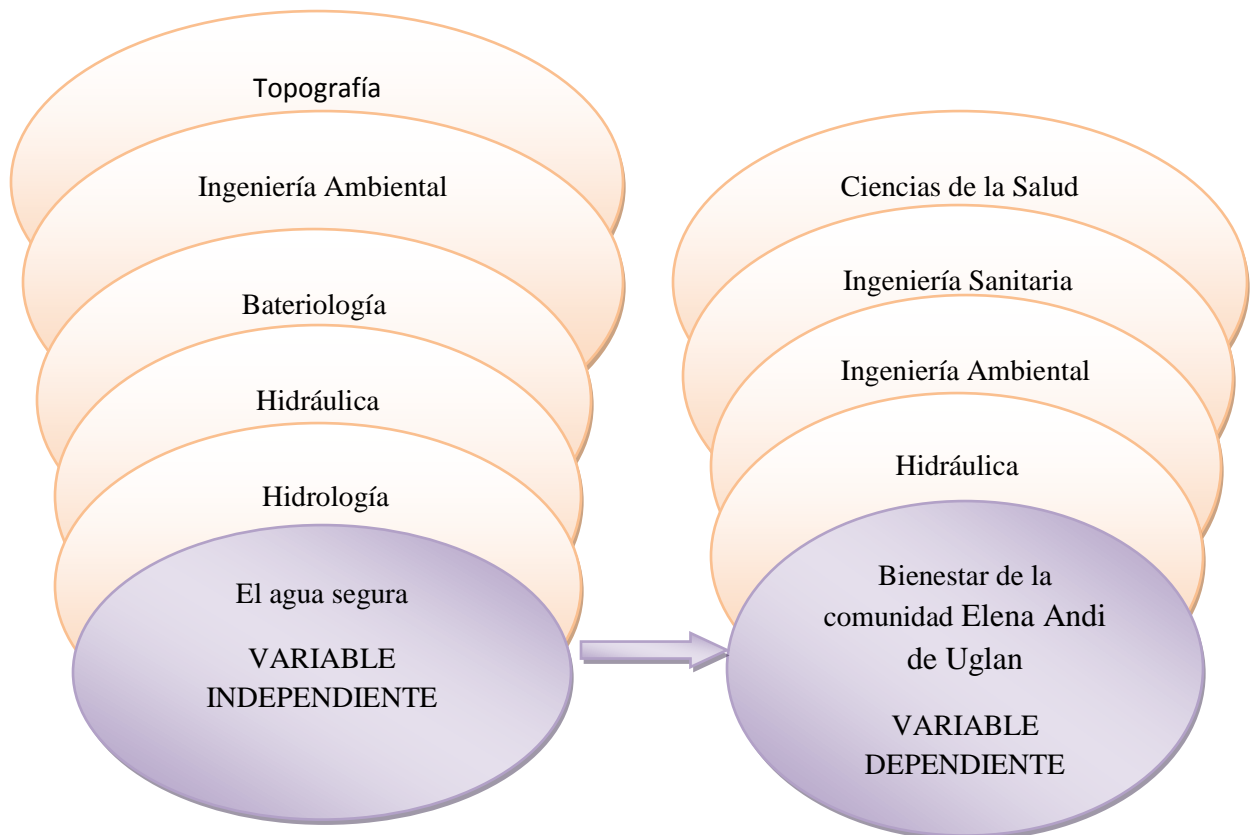 Topografía
Ingeniería Ambiental
Bateriología
Hidráulica
Hidrología
El agua segura
VARIABLE
INDEPENDIENTE
Ciencias de la Salud
Ingeniería Sanitaria
Ingeniería Ambiental
Hidráulica
Bienestar de la
comunidad Elena Andi
de Uglan
VARIABLE
DEPENDIENTE